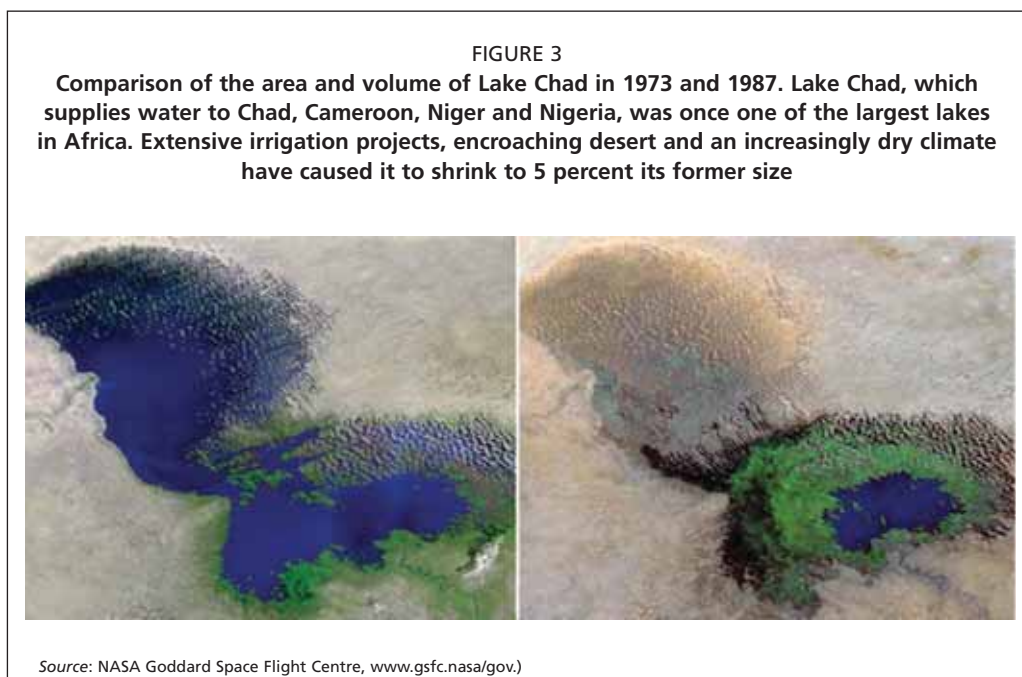 FIGURE 3
Comparison of the area and volume of Lake Chad in 1973 and 1987. Lake Chad, which
supplies water to Chad, Cameroon, Niger and Nigeria, was once one of the largest lakes
in Africa. Extensive irrigation projects, encroaching desert and an increasingly dry climate
have caused it to shrink to 5 percent its former size
Source: NASA Goddard Space Flight Centre, www.gsfc.nasa/gov.)